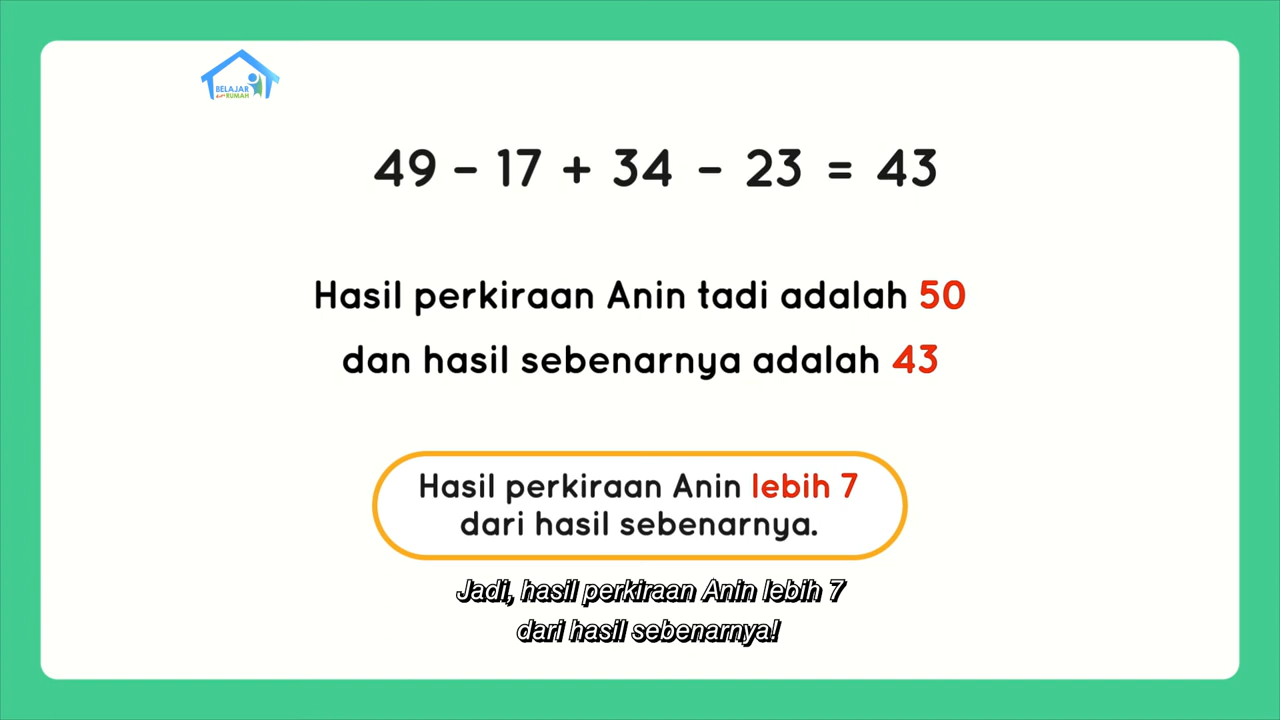 BELAJAR
dari RUMAH
49 – 17 + 34 – 23 = 43
Hasil perkiraan Anin tadi adalah 50
dan hasil sebenarnya adalah 43
Hasil perkiraan Anin lebih 7
dari hasil sebenarnya.
Jadi, hasil perkiraan Anin lebih 7
dari hasil sebenarnya!